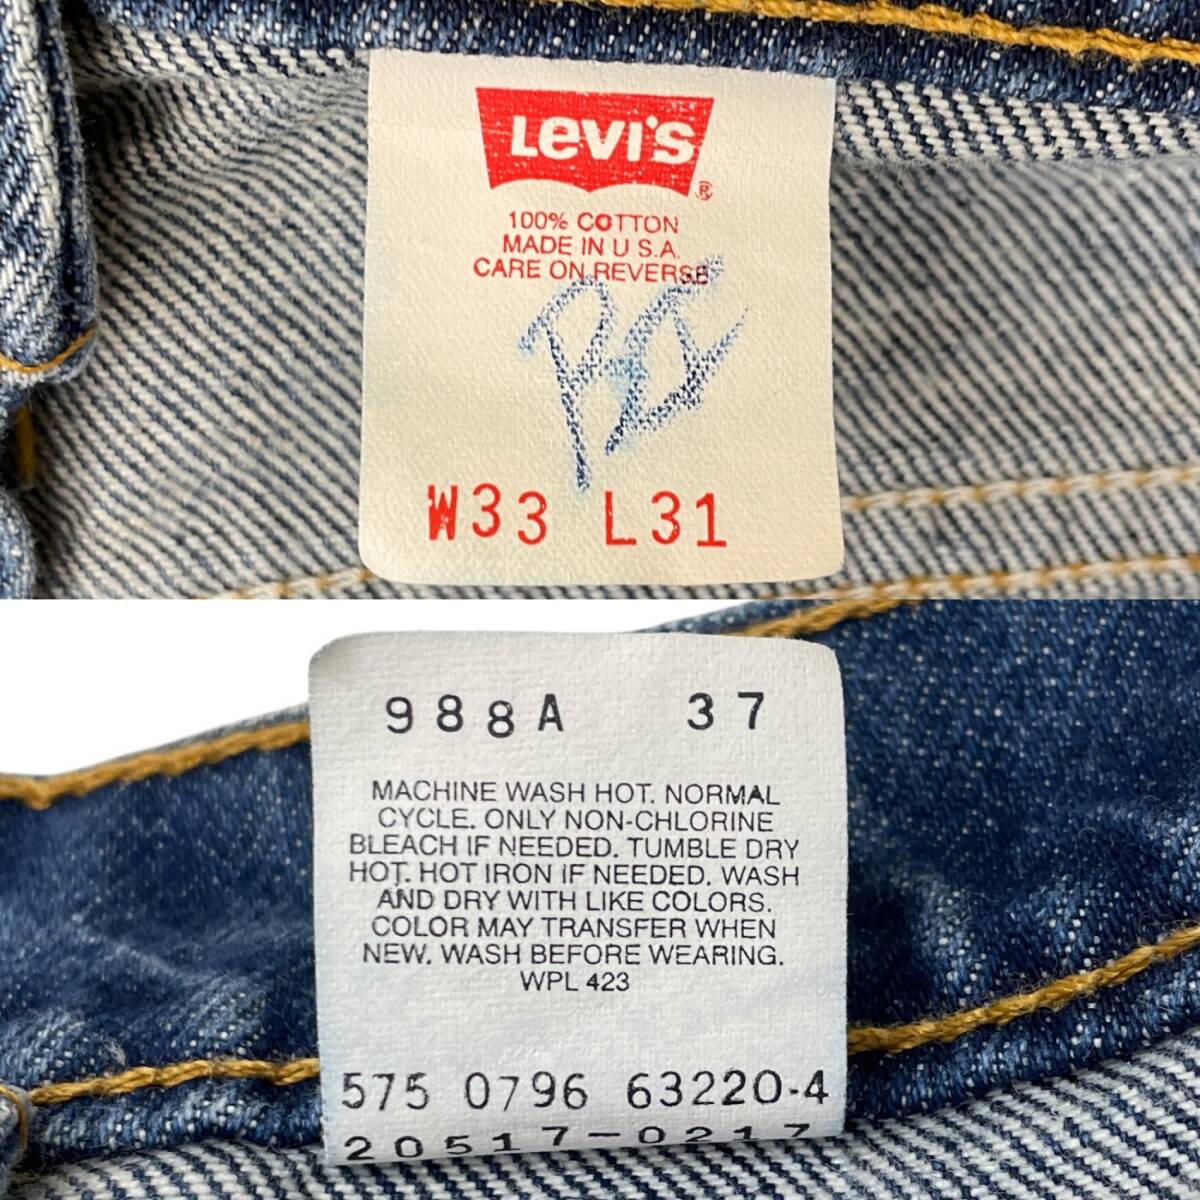 LEVI'S
®
100% COTTON
MADE IN U.S.A.
CARE ON REVERSE
W33 L31
988A 37
MACHINE WASH HOT. NORMAL
CYCLE. ONLY NON-CHLORINE
BLEACH IF NEEDED. TUMBLE DRY
HOT. HOT IRON IF NEEDED. WASH
AND DRY WITH LIKE COLORS.
COLOR MAY TRANSFER WHEN
NEW. WASH BEFORE WEARING.
WPL 423
575 0796 63220-4
20517-0217